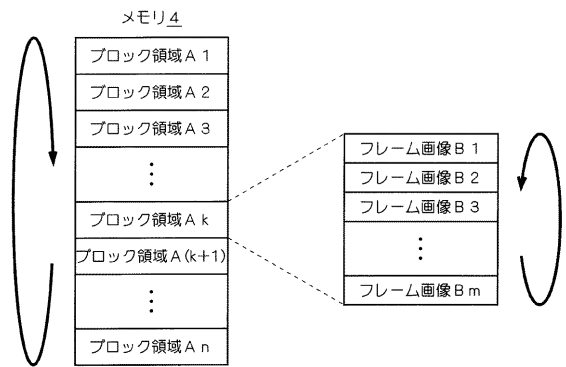 メモリ4
ブロック領域A1
ブロック領域A2
ブロック領域A3
⋮
ブロック領域Ak
ブロック領域A(k+1)
⋮
ブロック領域An
フレーム画像B1
フレーム画像B2
フレーム画像B3
⋮
フレーム画像Bm